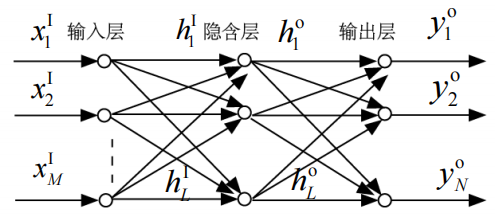 x₁ᴵ 输入层 h₁ᴵ 隐含层 h₁ᵒ 输出层 y₁ᵒ
x₂ᴵ y₂ᵒ
x_Mᴵ h_Lᴵ h_Lᵒ y_Nᵒ